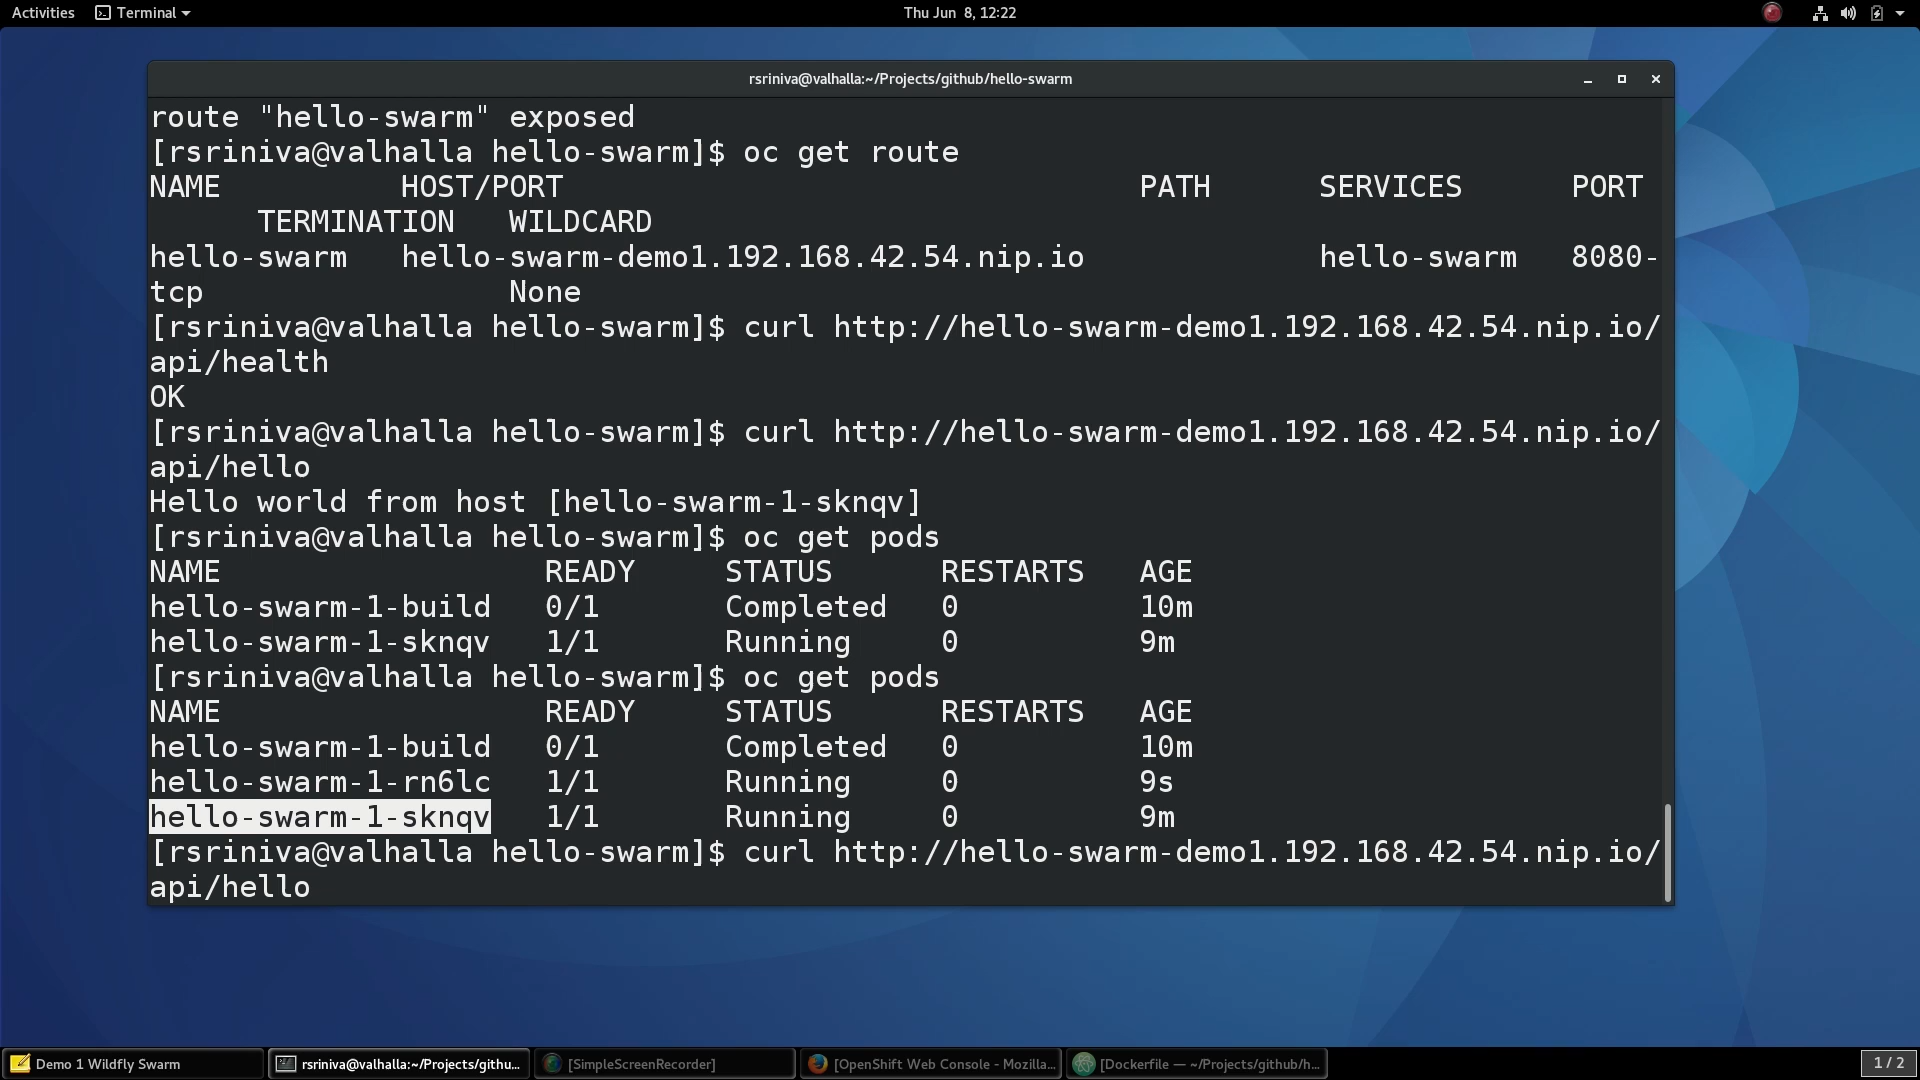 Activities Terminal Thu Jun 8, 12:22
rsriniva@valhalla:~/Projects/github/hello-swarm
route "hello-swarm" exposed
[rsriniva@valhalla hello-swarm]$ oc get route
NAME HOST/PORT PATH SERVICES PORT
TERMINATION WILDCARD
hello-swarm hello-swarm-demo1.192.168.42.54.nip.io hello-swarm 8080-
tcp None
[rsriniva@valhalla hello-swarm]$ curl http://hello-swarm-demo1.192.168.42.54.nip.io/
api/health
OK
[rsriniva@valhalla hello-swarm]$ curl http://hello-swarm-demo1.192.168.42.54.nip.io/
api/hello
Hello world from host [hello-swarm-1-sknqv]
[rsriniva@valhalla hello-swarm]$ oc get pods
NAME READY STATUS RESTARTS AGE
hello-swarm-1-build 0/1 Completed 0 10m
hello-swarm-1-sknqv 1/1 Running 0 9m
[rsriniva@valhalla hello-swarm]$ oc get pods
NAME READY STATUS RESTARTS AGE
hello-swarm-1-build 0/1 Completed 0 10m
hello-swarm-1-rn6lc 1/1 Running 0 9s
hello-swarm-1-sknqv 1/1 Running 0 9m
[rsriniva@valhalla hello-swarm]$ curl http://hello-swarm-demo1.192.168.42.54.nip.io/
api/hello
Demo 1 Wildfly Swarm rsriniva@valhalla:~/Projects/githu... [SimpleScreenRecorder] [OpenShift Web Console - Mozilla... [Dockerfile — ~/Projects/github/h... 1 / 2